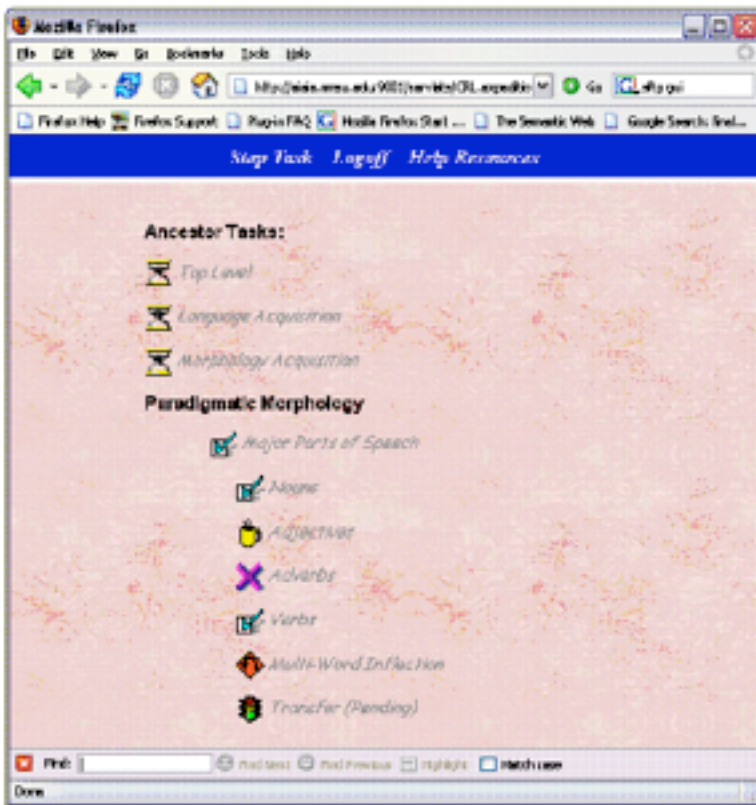 Mozilla Firefox
File Edit View Go Bookmarks Tools Help
Go
Firefox Help Firefox Support Plug-in FAQ Mozilla Firefox Start ... The Semantic Web Google Search: final...
Stop Task Logoff Help Resources
Ancestor Tasks:
Top Level
Language Acquisition
Morphology Acquisition
Paradigmatic Morphology
Major Parts of Speech
Nouns
Adjectives
Adverbs
Verbs
Multi-Word Inflection
Transfer (Pending)
Find: Find Next Find Previous Highlight Match case
Done